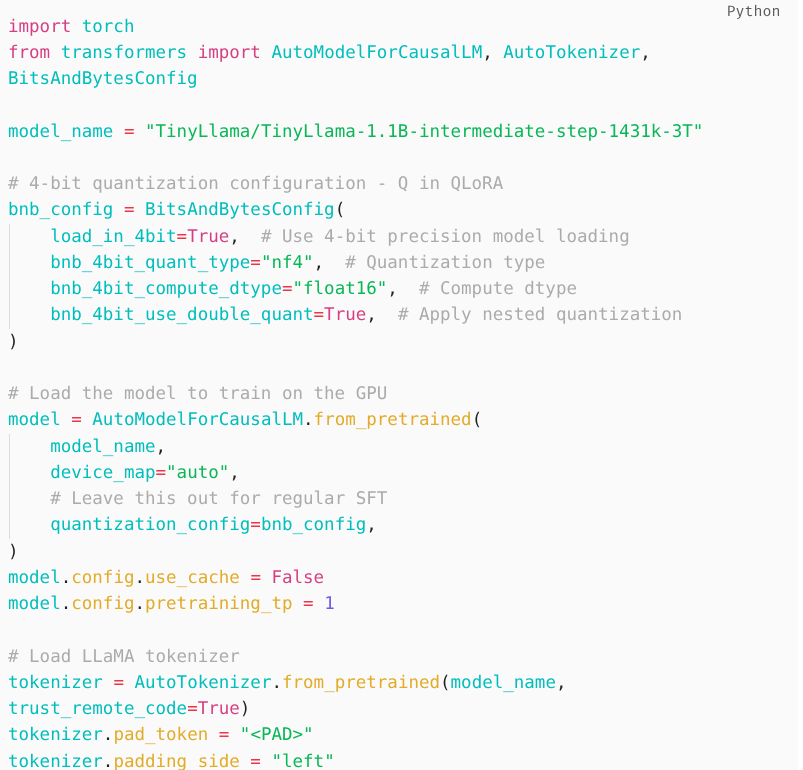 Python
import torch
from transformers import AutoModelForCausalLM, AutoTokenizer,
BitsAndBytesConfig

model_name = "TinyLlama/TinyLlama-1.1B-intermediate-step-1431k-3T"

# 4-bit quantization configuration - Q in QLoRA
bnb_config = BitsAndBytesConfig(
    load_in_4bit=True,  # Use 4-bit precision model loading
    bnb_4bit_quant_type="nf4",  # Quantization type
    bnb_4bit_compute_dtype="float16",  # Compute dtype
    bnb_4bit_use_double_quant=True,  # Apply nested quantization
)

# Load the model to train on the GPU
model = AutoModelForCausalLM.from_pretrained(
    model_name,
    device_map="auto",
    # Leave this out for regular SFT
    quantization_config=bnb_config,
)
model.config.use_cache = False
model.config.pretraining_tp = 1

# Load LLaMA tokenizer
tokenizer = AutoTokenizer.from_pretrained(model_name,
trust_remote_code=True)
tokenizer.pad_token = "<PAD>"
tokenizer.padding_side = "left"